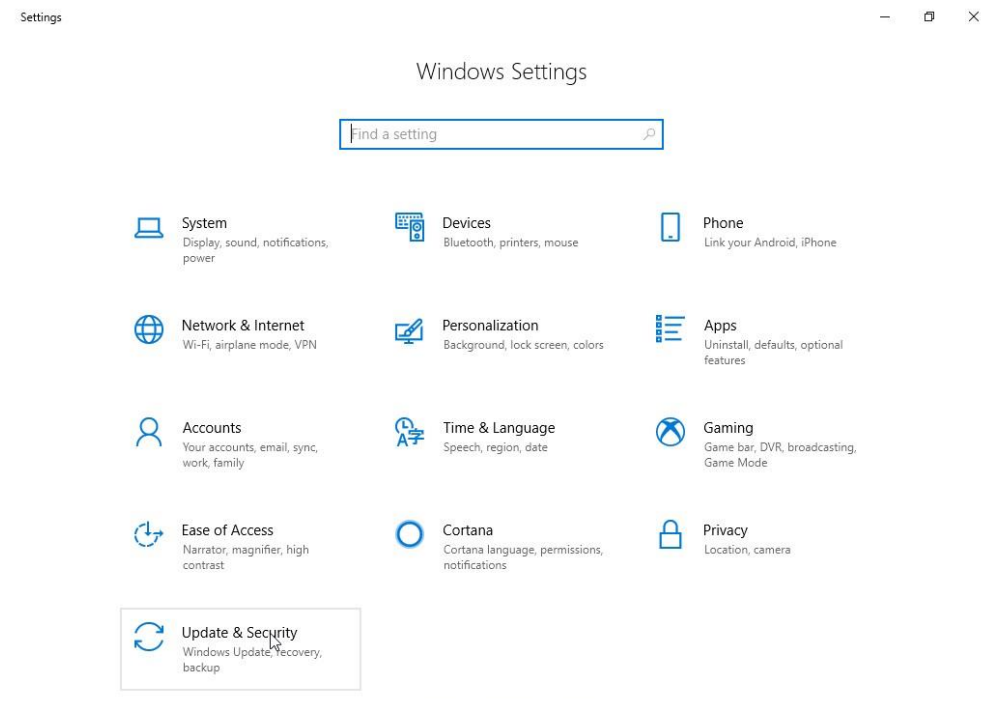 Settings
Windows Settings
Find a setting
System
Display, sound, notifications,
power
Devices
Bluetooth, printers, mouse
Phone
Link your Android, iPhone
Network & Internet
Wi-Fi, airplane mode, VPN
Personalization
Background, lock screen, colors
Apps
Uninstall, defaults, optional
features
Accounts
Your accounts, email, sync,
work, family
Time & Language
Speech, region, date
Gaming
Game bar, DVR, broadcasting,
Game Mode
Ease of Access
Narrator, magnifier, high
contrast
Cortana
Cortana language, permissions,
notifications
Privacy
Location, camera
Update & Security
Windows Update, recovery,
backup